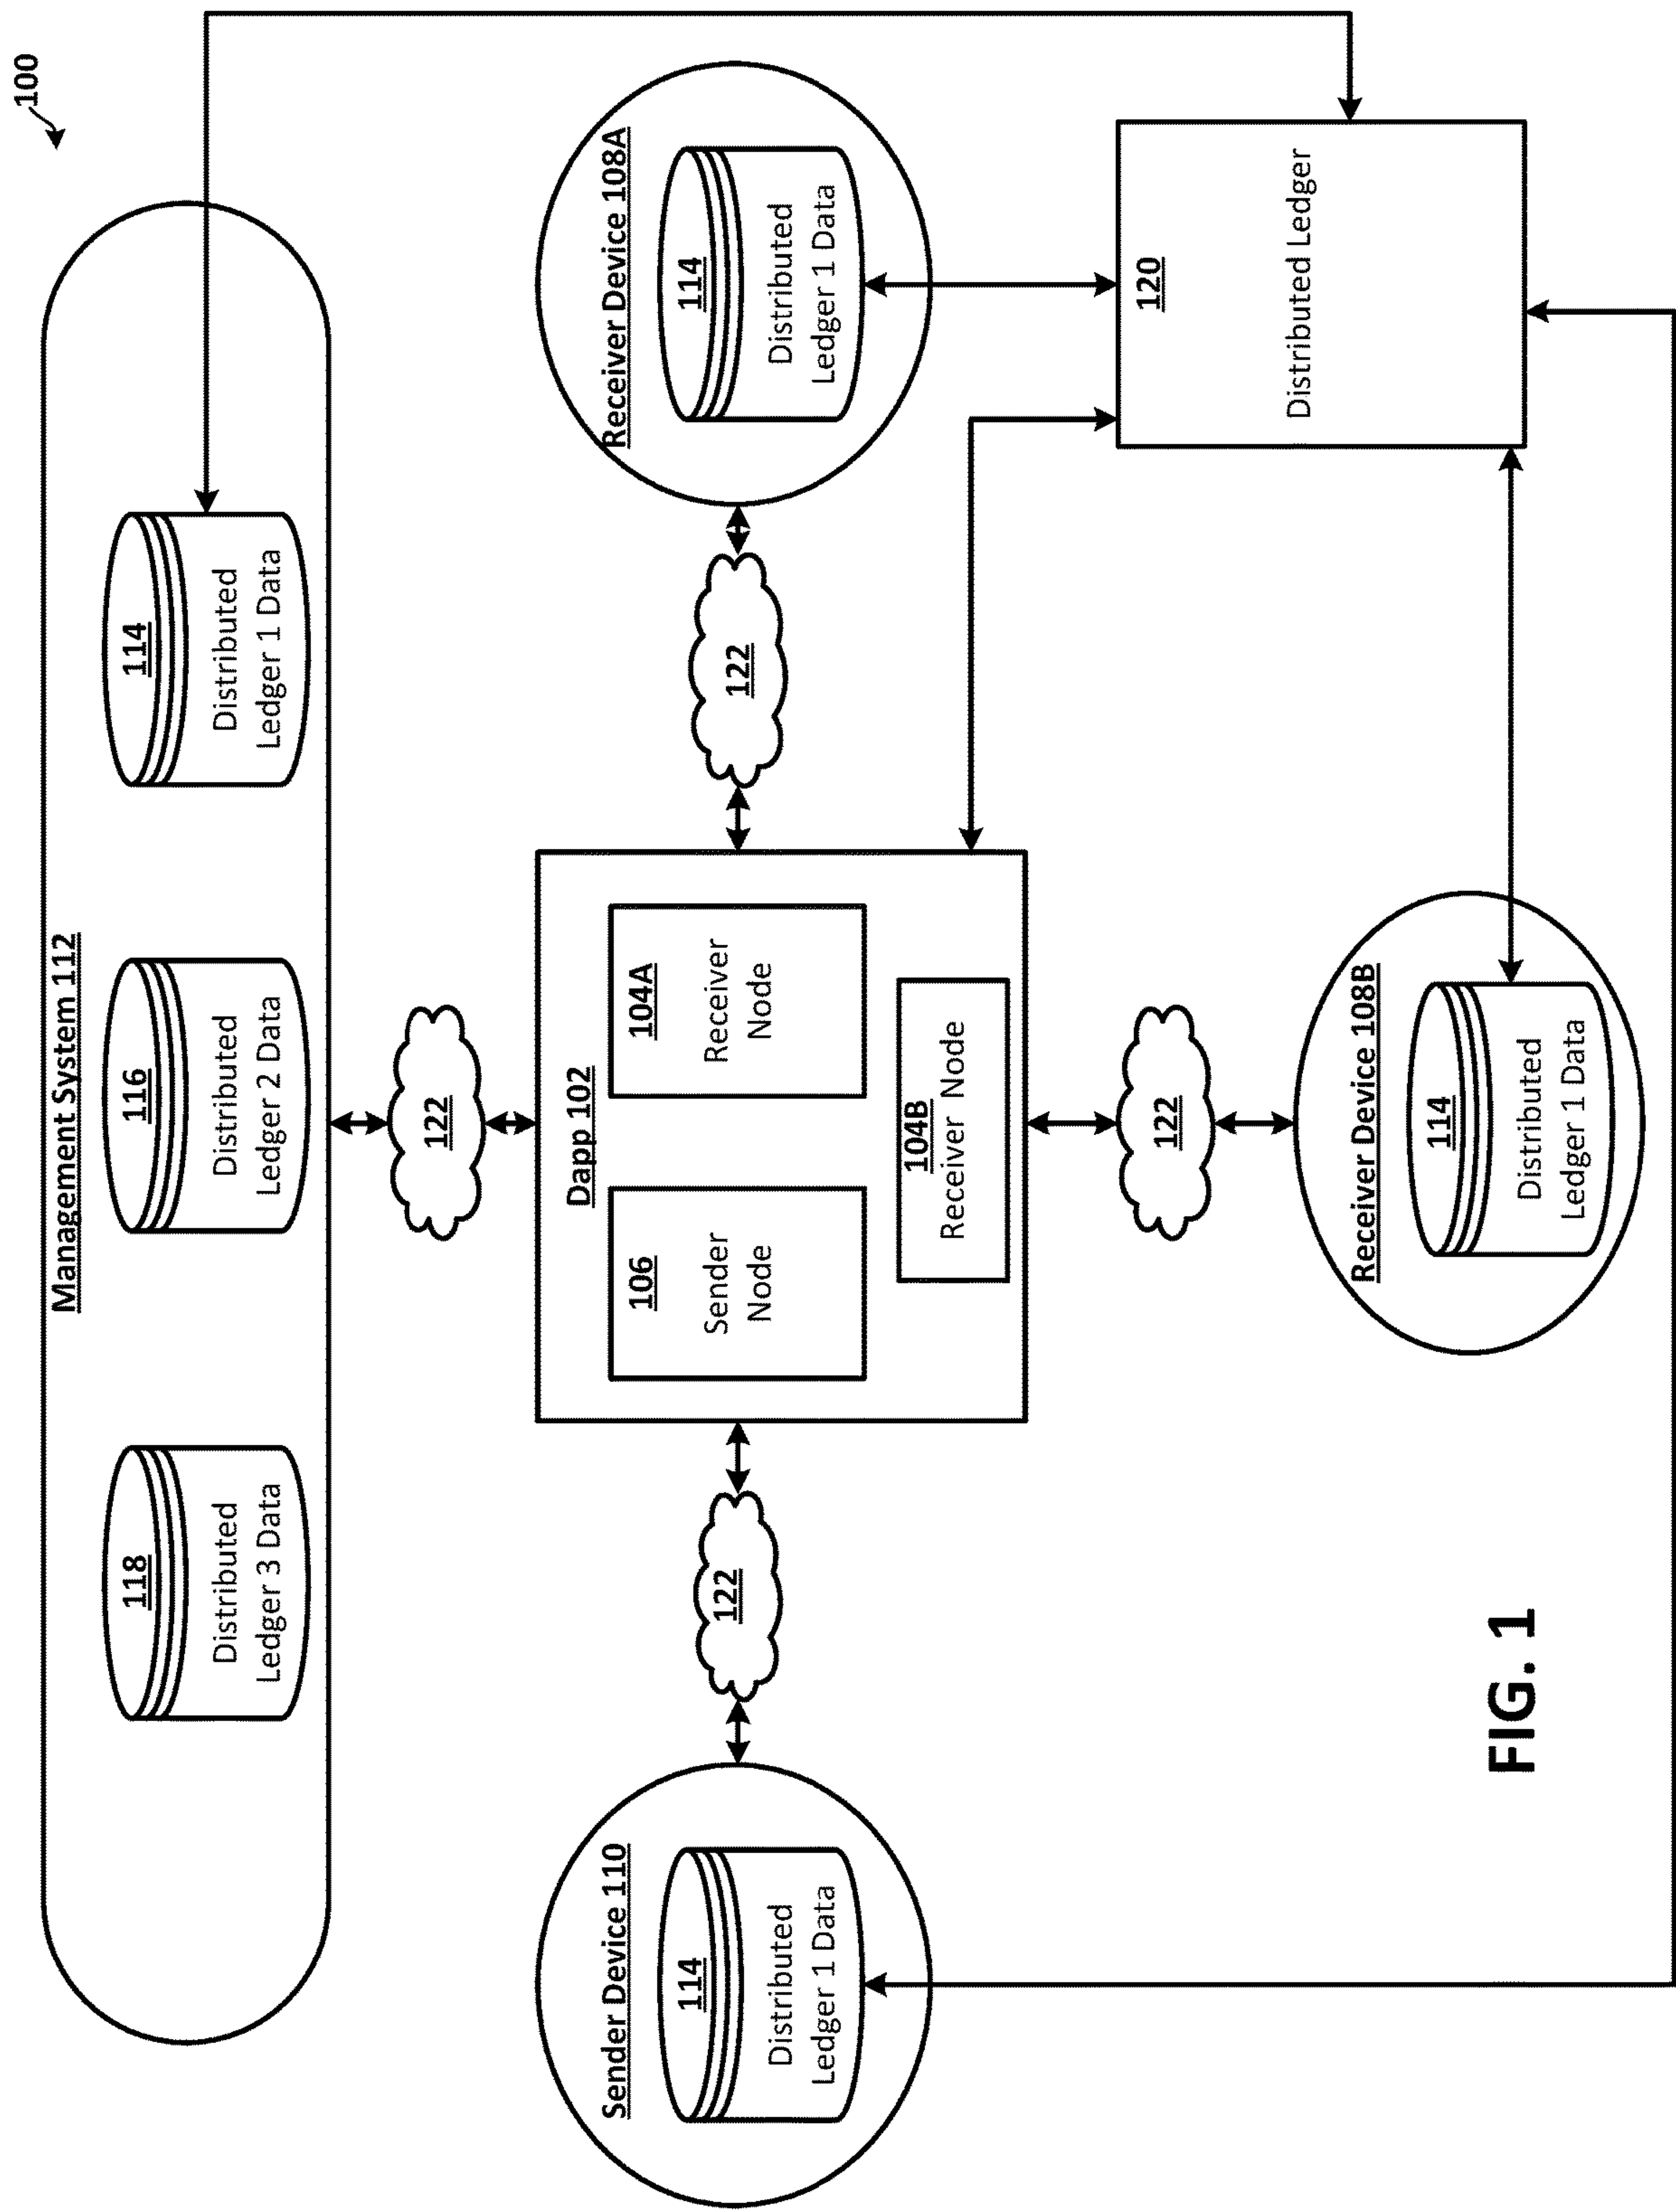 100
Management System 112
118
Distributed
Ledger 3 Data
116
Distributed
Ledger 2 Data
114
Distributed
Ledger 1 Data
122
Sender Device 110
114
Distributed
Ledger 1 Data
122
Dapp 102
106
Sender
Node
104A
Receiver
Node
104B
Receiver Node
122
Receiver Device 108A
114
Distributed
Ledger 1 Data
122
Receiver Device 108B
114
Distributed
Ledger 1 Data
120
Distributed Ledger
FIG. 1